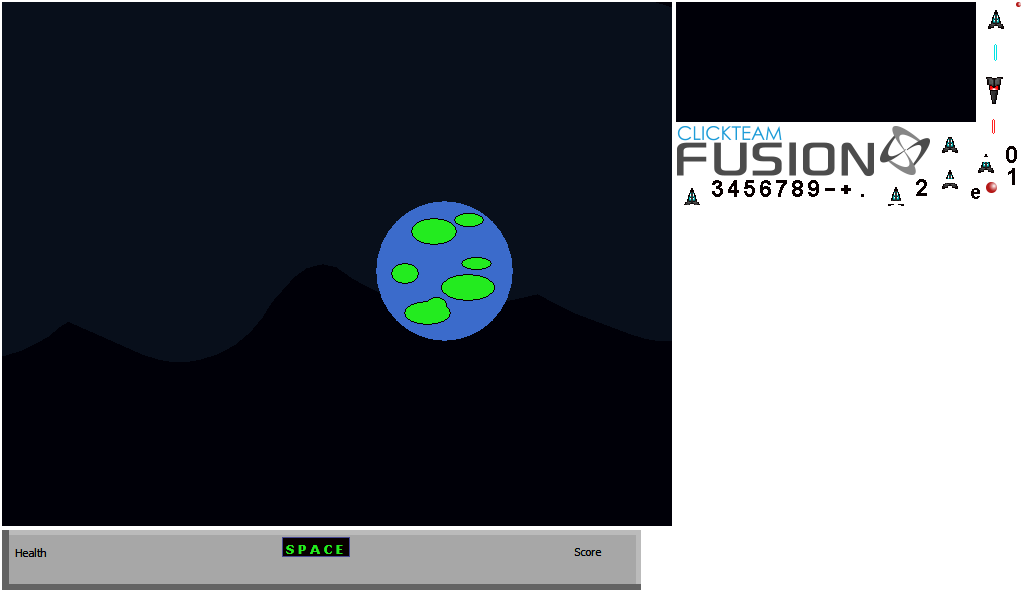 CLICKTEAM
FUSION
0
1
3456789-+.
2
e
Health
SPACE
Score